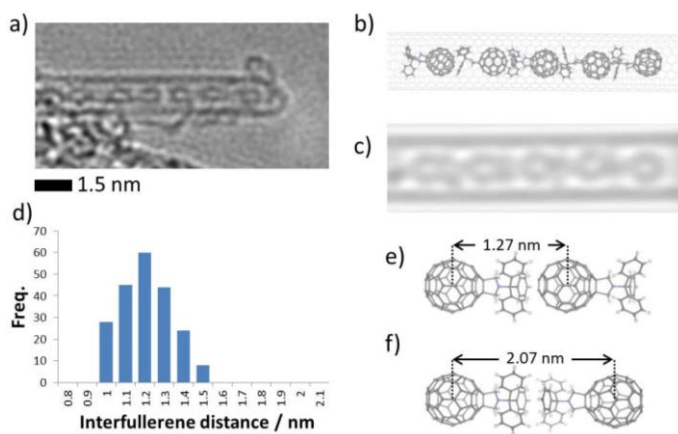 a)
1.5 nm
b)
c)
d)
Freq.
70
60
50
40
30
20
10
0
0.8
0.9
1
1.1
1.2
1.3
1.4
1.5
1.6
1.7
1.8
1.9
2
2.1
Interfullerene distance / nm
e)
1.27 nm
f)
2.07 nm